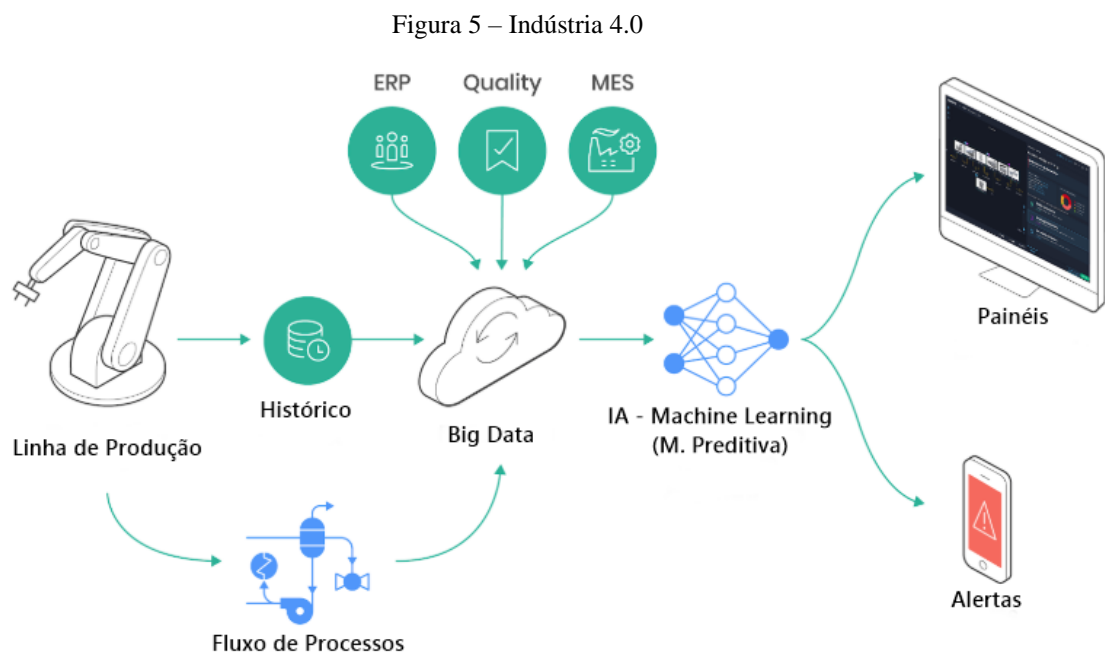 Figura 5 – Indústria 4.0
ERP
Quality
MES
Painéis
Histórico
Linha de Produção
Big Data
IA - Machine Learning
(M. Preditiva)
Alertas
Fluxo de Processos